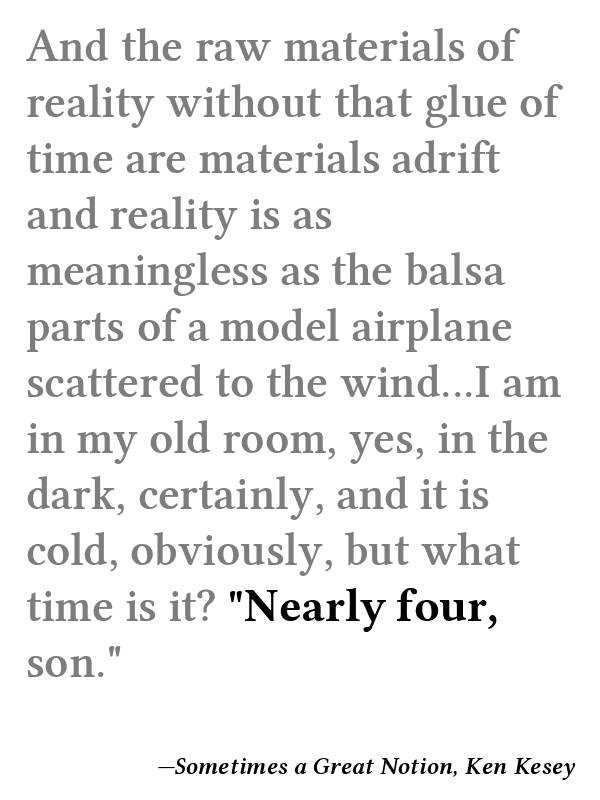 And the raw materials of
reality without that glue of
time are materials adrift
and reality is as
meaningless as the balsa
parts of a model airplane
scattered to the wind...I am
in my old room, yes, in the
dark, certainly, and it is
cold, obviously, but what
time is it? "Nearly four,
son."
—Sometimes a Great Notion, Ken Kesey